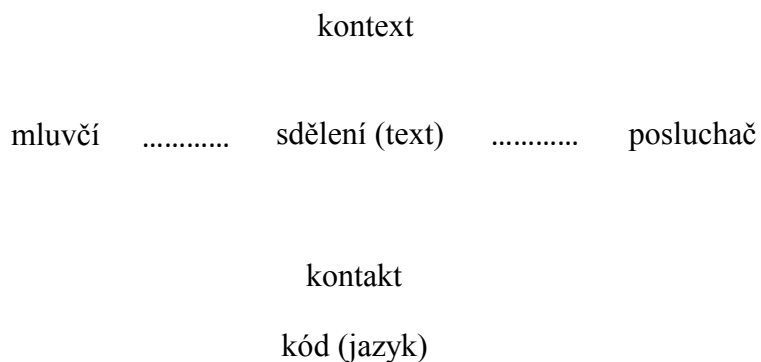 kontext
mluvčí ………… sdělení (text) ………… posluchač
kontakt
kód (jazyk)